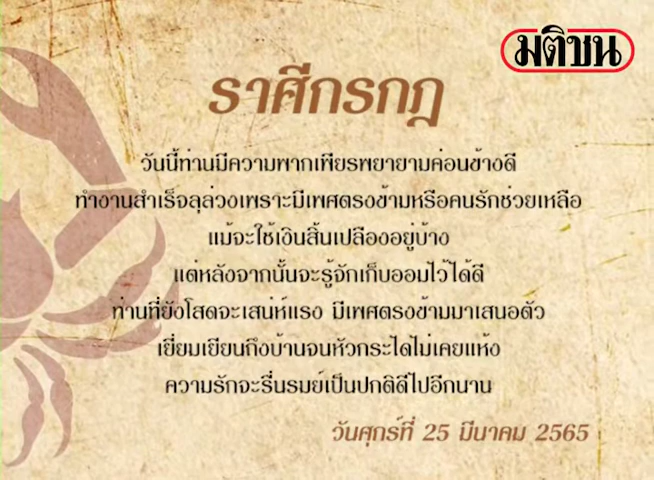 มติชน
ราศีกรกฎ
วันนี้ท่านมีความพากเพียรพยายามค่อนข้างดี
ทำงานสำเร็จลุล่วงเพราะมีเพศตรงข้ามหรือคนรักช่วยเหลือ
แม้จะใช้เงินสิ้นเปลืองอยู่บ้าง
แต่หลังจากนั้นจะรู้จักเก็บออมไว้ได้ดี
ท่านที่ยังโสดจะเสน่ห์แรง มีเพศตรงข้ามมาเสนอตัว
เยี่ยมเยียนถึงบ้านจนหัวกระไดไม่เคยแห้ง
ความรักจะรื่นรมย์เป็นปกติดีไปอีกนาน
วันศุกร์ที่ 25 มีนาคม 2565